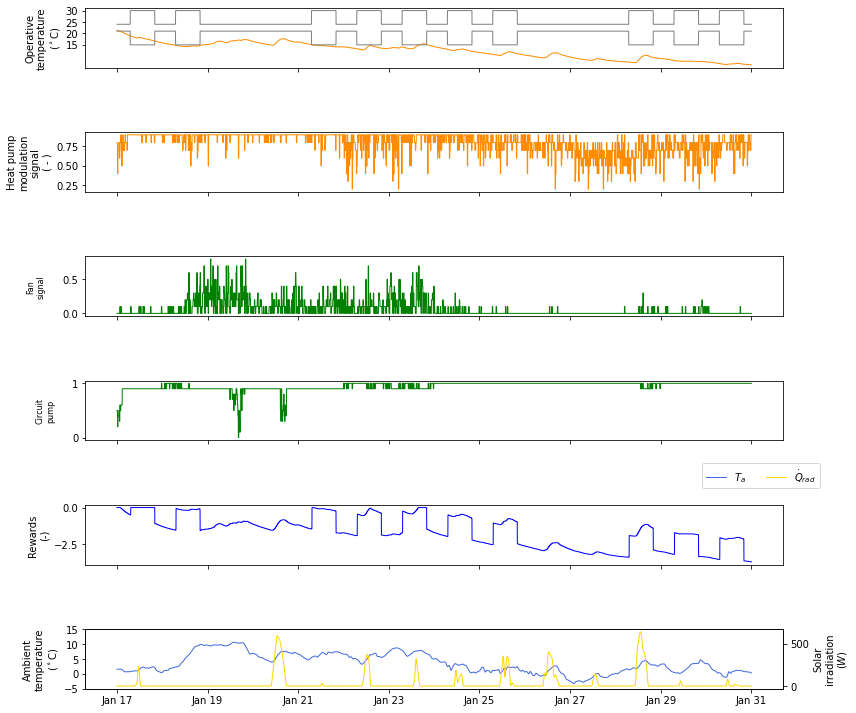 Operative
temperature
(°C)
30
25
20
15
Heat pump
modulation
signal
( - )
0.75
0.50
0.25
Fan
signal
0.5
0.0
Circuit
pump
1
0
T_a
Q̇_rad
Rewards
(-)
0.0
−2.5
Ambient
temperature
(°C)
15
10
5
0
−5
500
0
Solar
irradiation
(W)
Jan 17
Jan 19
Jan 21
Jan 23
Jan 25
Jan 27
Jan 29
Jan 31